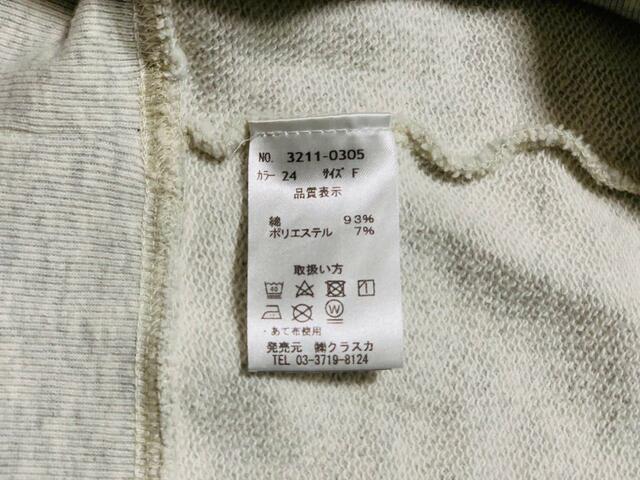 NO. 3211-0305
カラー 24 サイズ F
品質表示
綿 93%
ポリエステル 7%
取扱い方
40
W
・あて布使用
発売元 ㈱クラスカ
TEL 03-3719-8124